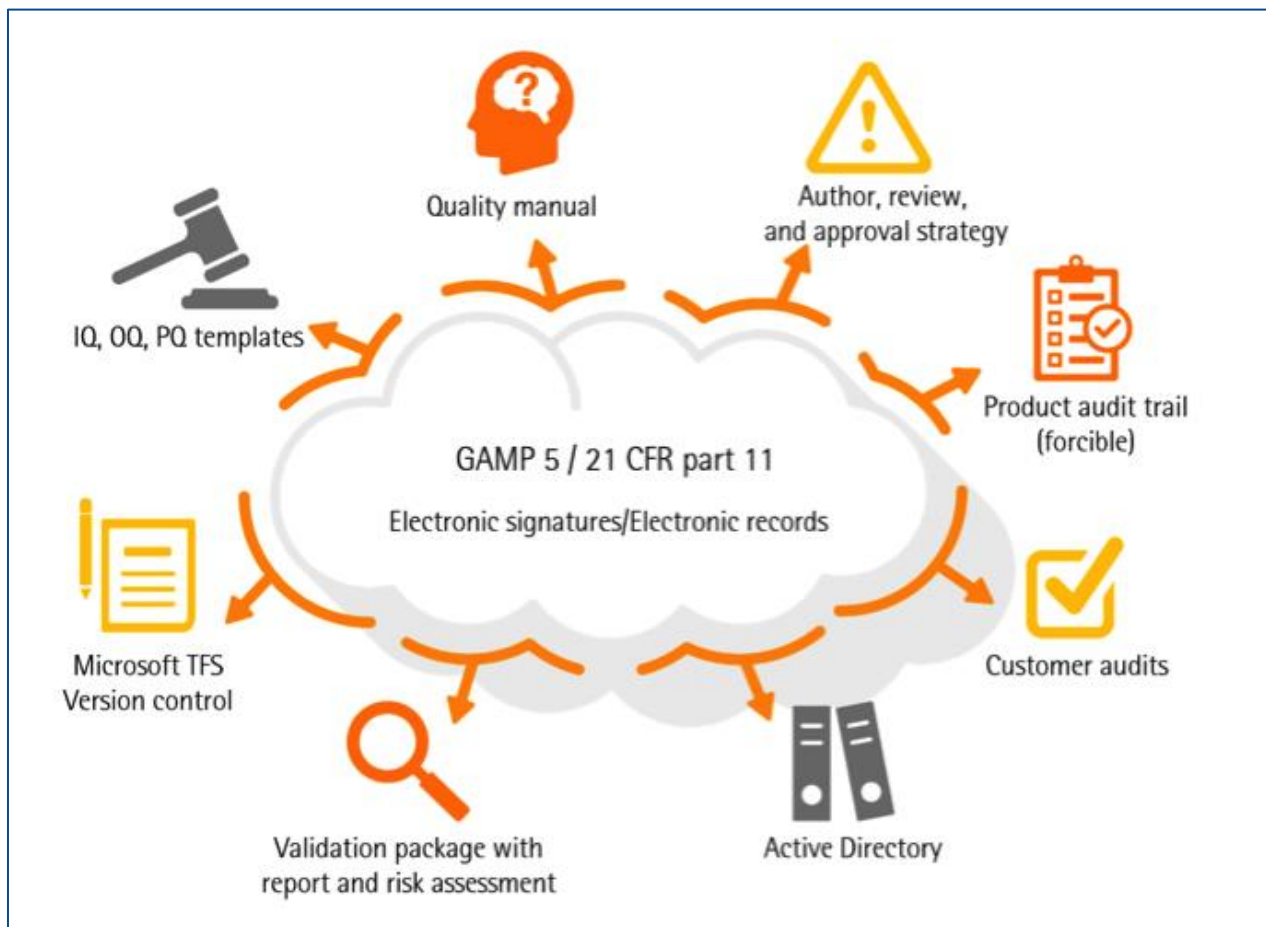 ?
Quality manual
!
Author, review,
and approval strategy
IQ, OQ, PQ templates
Product audit trail
(forcible)
GAMP 5 / 21 CFR part 11
Electronic signatures/Electronic records
Microsoft TFS
Version control
Customer audits
Validation package with
report and risk assessment
Active Directory